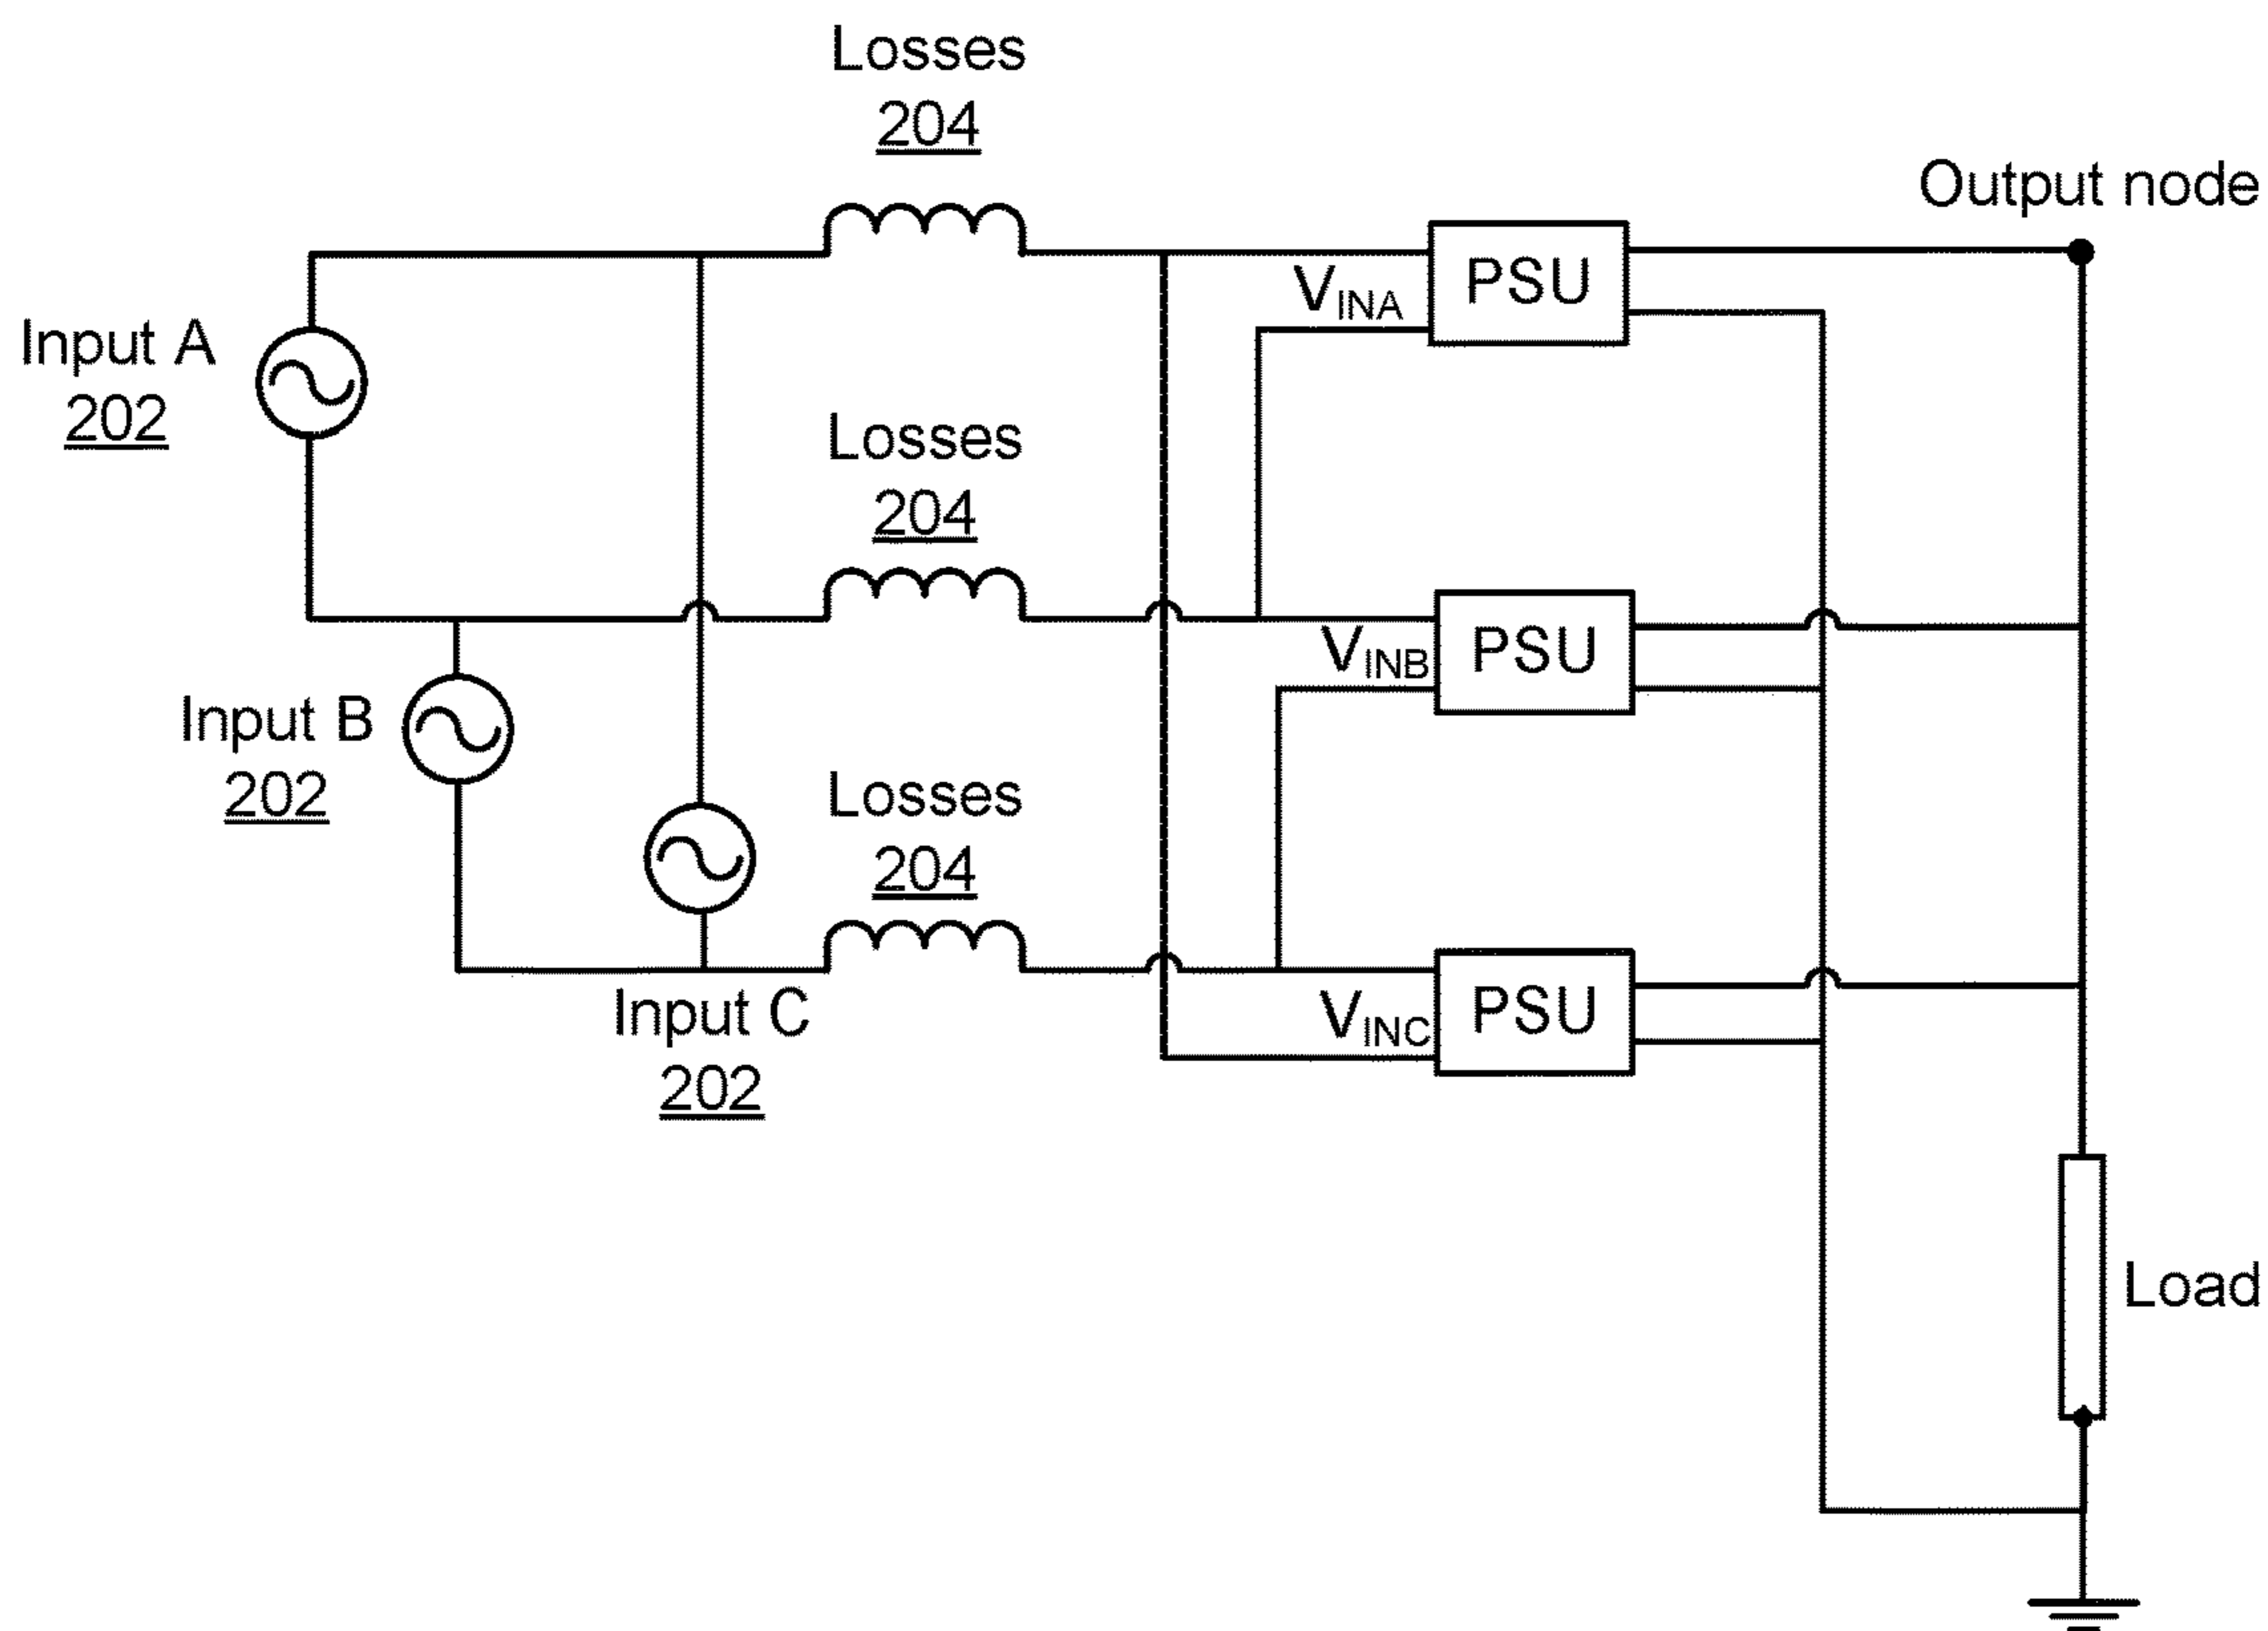 Losses
204
Output node
Input A
202
VINA
PSU
Losses
204
VINB
PSU
Input B
202
Losses
204
Input C
202
VINC
PSU
Load